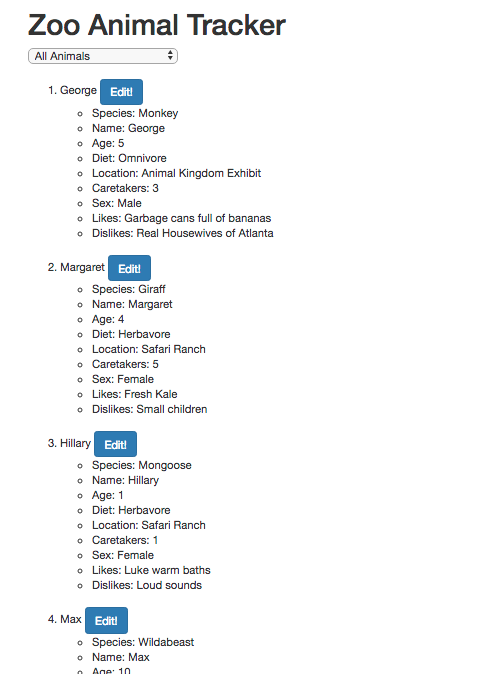 Zoo Animal Tracker
All Animals
1. George Edit!
Species: Monkey
Name: George
Age: 5
Diet: Omnivore
Location: Animal Kingdom Exhibit
Caretakers: 3
Sex: Male
Likes: Garbage cans full of bananas
Dislikes: Real Housewives of Atlanta
2. Margaret Edit!
Species: Giraff
Name: Margaret
Age: 4
Diet: Herbavore
Location: Safari Ranch
Caretakers: 5
Sex: Female
Likes: Fresh Kale
Dislikes: Small children
3. Hillary Edit!
Species: Mongoose
Name: Hillary
Age: 1
Diet: Herbavore
Location: Safari Ranch
Caretakers: 1
Sex: Female
Likes: Luke warm baths
Dislikes: Loud sounds
4. Max Edit!
Species: Wildabeast
Name: Max
Age: 10